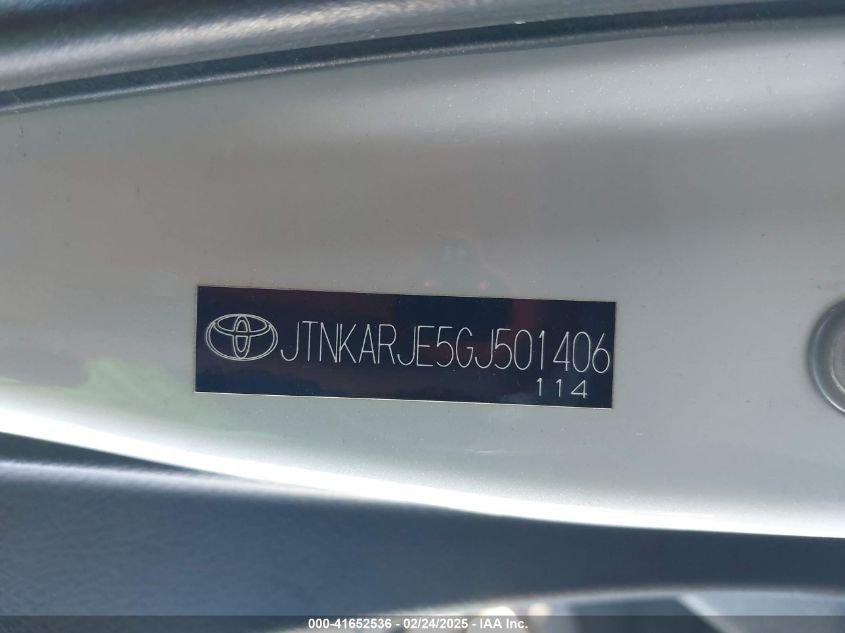 JTNKARJE5GJ501406
114
000-41652536 - 02/24/2025 - IAA, Inc.